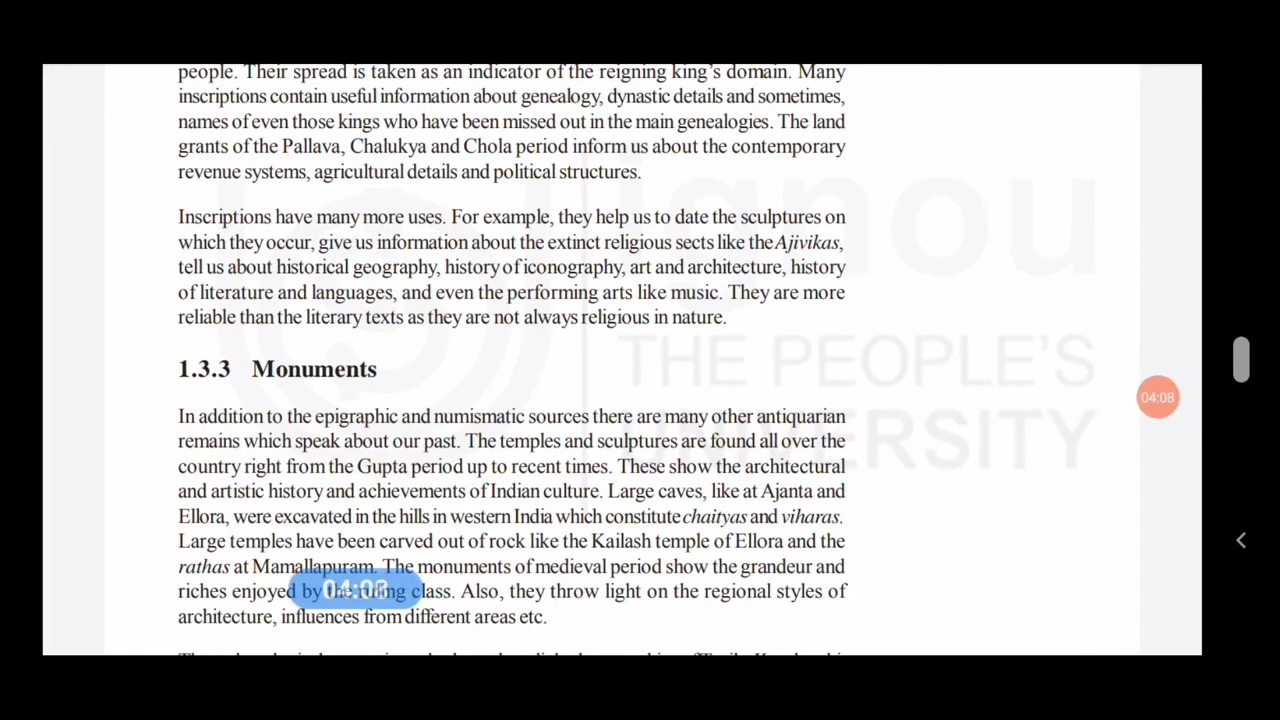 people. Their spread is taken as an indicator of the reigning king's domain. Many
inscriptions contain useful information about genealogy, dynastic details and sometimes,
names of even those kings who have been missed out in the main genealogies. The land
grants of the Pallava, Chalukya and Chola period inform us about the contemporary
revenue systems, agricultural details and political structures.
Inscriptions have many more uses. For example, they help us to date the sculptures on
which they occur, give us information about the extinct religious sects like the Ajivikas,
tell us about historical geography, history of iconography, art and architecture, history
of literature and languages, and even the performing arts like music. They are more
reliable than the literary texts as they are not always religious in nature.
1.3.3 Monuments
In addition to the epigraphic and numismatic sources there are many other antiquarian
remains which speak about our past. The temples and sculptures are found all over the
country right from the Gupta period up to recent times. These show the architectural
and artistic history and achievements of Indian culture. Large caves, like at Ajanta and
Ellora, were excavated in the hills in western India which constitute chaityas and viharas.
Large temples have been carved out of rock like the Kailash temple of Ellora and the
rathas at Mamallapuram. The monuments of medieval period show the grandeur and
riches enjoyed by the ruling class. Also, they throw light on the regional styles of
architecture, influences from different areas etc.
ignou
THE PEOPLE'S
UNIVERSITY
04:08
04:08